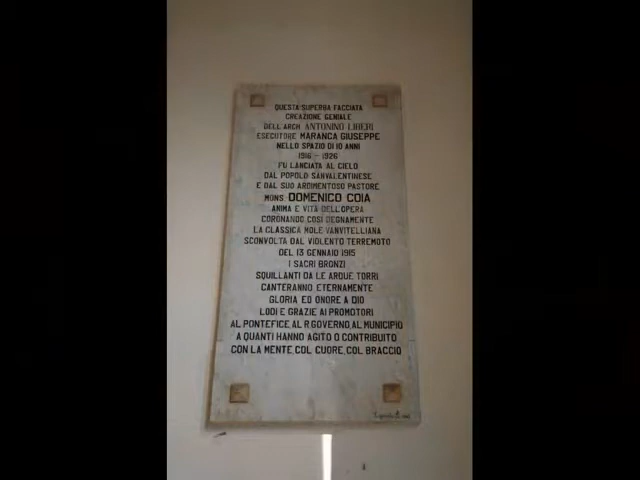 QUESTA SUPERBA FACCIATA
CREAZIONE GENIALE
DELL'ARCH. ANTONINO LIBERI
ESECUTORE MARANCA GIUSEPPE
NELLO SPAZIO DI 10 ANNI
1916 - 1926
FU LANCIATA AL CIELO
DAL POPOLO SANVALENTINESE
E DAL SUO ARDIMENTOSO PASTORE
MONS DOMENICO COIA
ANIMA E VITA DELL'OPERA
CORONANDO COSÌ DEGNAMENTE
LA CLASSICA MOLE VANVITELLIANA
SCONVOLTA DAL VIOLENTO TERREMOTO
DEL 13 GENNAIO 1915
I SACRI BRONZI
SQUILLANTI DA LE ARDUE TORRI
CANTERANNO ETERNAMENTE
GLORIA ED ONORE A DIO
LODI E GRAZIE AI PROMOTORI
AL PONTEFICE, AL R. GOVERNO, AL MUNICIPIO
A QUANTI HANNO AGITO O CONTRIBUITO
CON LA MENTE, COL CUORE, COL BRACCIO